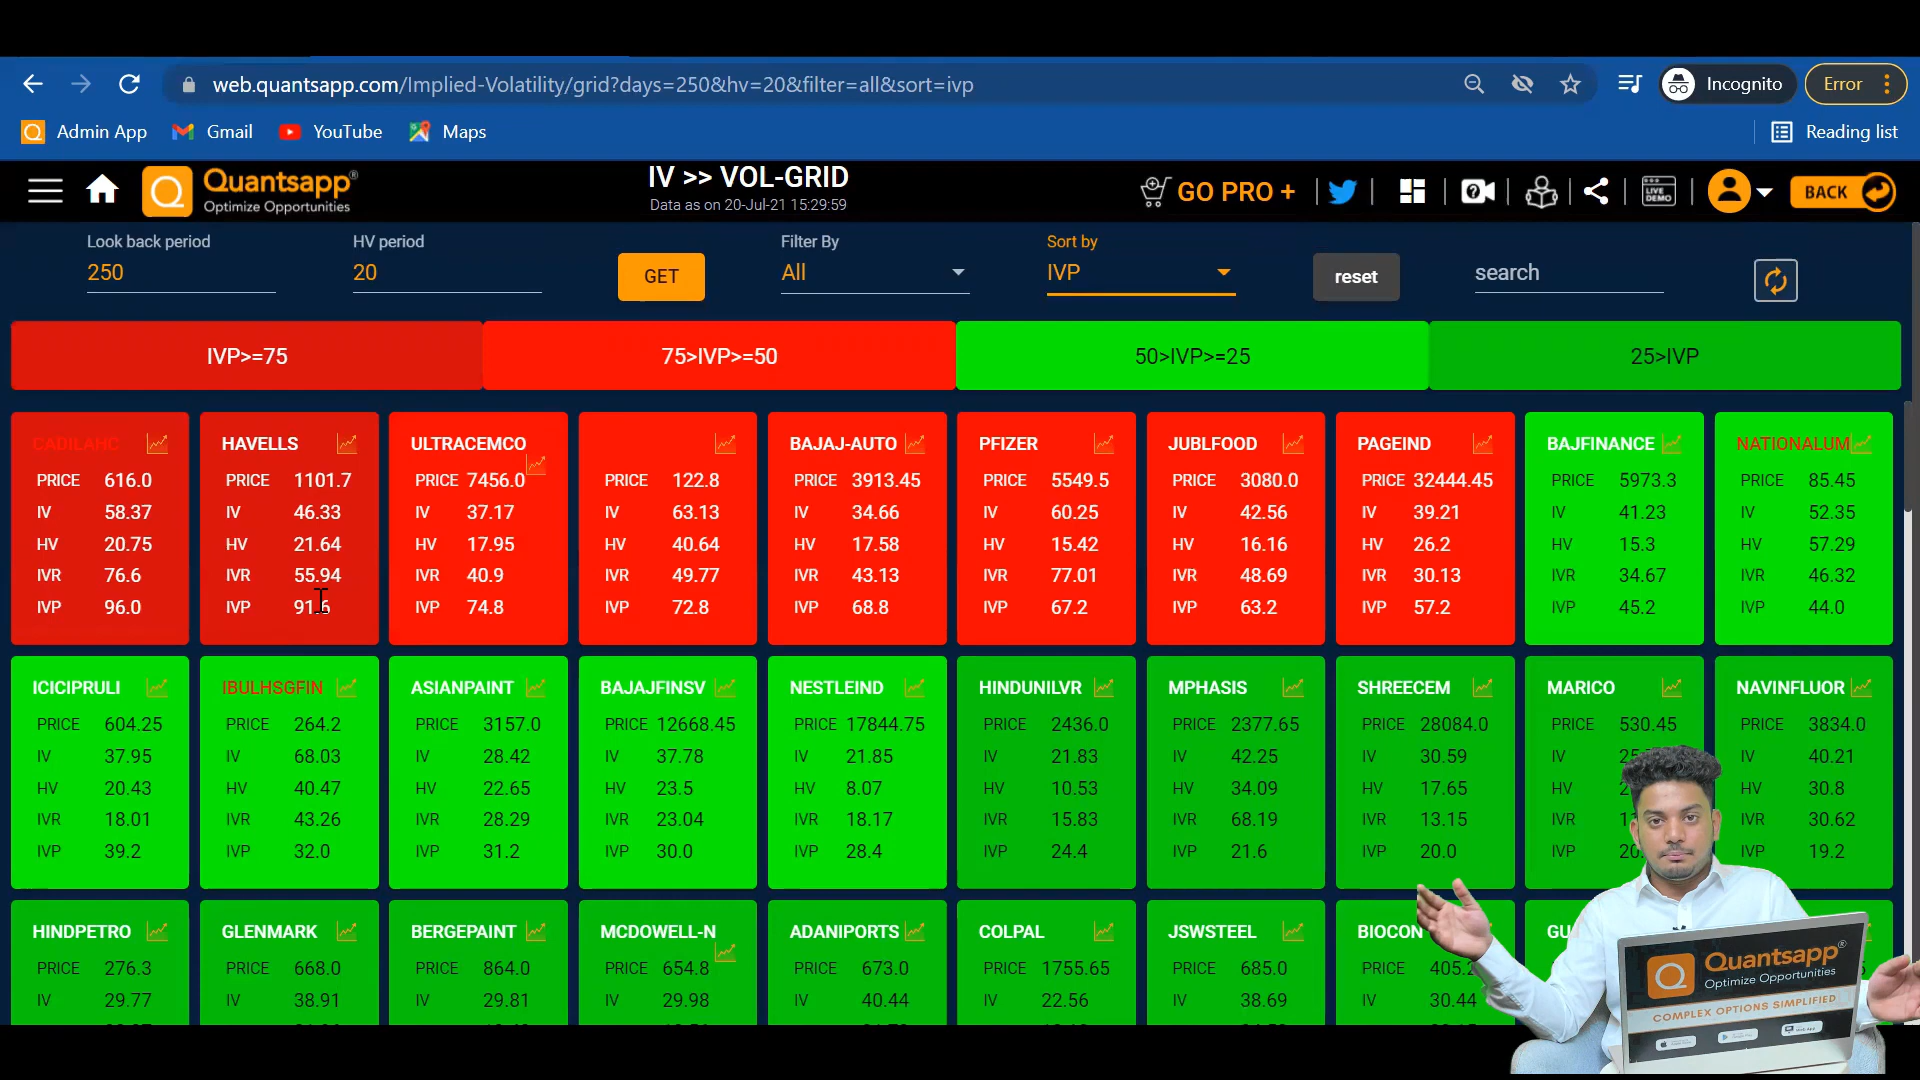 web.quantsapp.com/Implied-Volatility/grid?days=250&hv=20&filter=all&sort=ivp
Incognito
Error
Admin App
Gmail
YouTube
Maps
Reading list
Quantsapp®
Optimize Opportunities
IV >> VOL-GRID
Data as on 20-Jul-21 15:29:59
GO PRO +
LIVE DEMO
BACK
Look back period
250
HV period
20
GET
Filter By
All
Sort by
IVP
reset
search
IVP>=75
75>IVP>=50
50>IVP>=25
25>IVP
CADILAHC
PRICE 616.0
IV 58.37
HV 20.75
IVR 76.6
IVP 96.0
HAVELLS
PRICE 1101.7
IV 46.33
HV 21.64
IVR 55.94
IVP 91.6
ULTRACEMCO
PRICE 7456.0
IV 37.17
HV 17.95
IVR 40.9
IVP 74.8
PRICE 122.8
IV 63.13
HV 40.64
IVR 49.77
IVP 72.8
BAJAJ-AUTO
PRICE 3913.45
IV 34.66
HV 17.58
IVR 43.13
IVP 68.8
PFIZER
PRICE 5549.5
IV 60.25
HV 15.42
IVR 77.01
IVP 67.2
JUBLFOOD
PRICE 3080.0
IV 42.56
HV 16.16
IVR 48.69
IVP 63.2
PAGEIND
PRICE 32444.45
IV 39.21
HV 26.2
IVR 30.13
IVP 57.2
BAJFINANCE
PRICE 5973.3
IV 41.23
HV 15.3
IVR 34.67
IVP 45.2
NATIONALUM
PRICE 85.45
IV 52.35
HV 57.29
IVR 46.32
IVP 44.0
ICICIPRULI
PRICE 604.25
IV 37.95
HV 20.43
IVR 18.01
IVP 39.2
IBULHSGFIN
PRICE 264.2
IV 68.03
HV 40.47
IVR 43.26
IVP 32.0
ASIANPAINT
PRICE 3157.0
IV 28.42
HV 22.65
IVR 28.29
IVP 31.2
BAJAJFINSV
PRICE 12668.45
IV 37.78
HV 23.5
IVR 23.04
IVP 30.0
NESTLEIND
PRICE 17844.75
IV 21.85
HV 8.07
IVR 18.17
IVP 28.4
HINDUNILVR
PRICE 2436.0
IV 21.83
HV 10.53
IVR 15.83
IVP 24.4
MPHASIS
PRICE 2377.65
IV 42.25
HV 34.09
IVR 68.19
IVP 21.6
SHREECEM
PRICE 28084.0
IV 30.59
HV 17.65
IVR 13.15
IVP 20.0
MARICO
PRICE 530.45
IV
HV
IVR
IVP
NAVINFLUOR
PRICE 3834.0
IV 40.21
HV 30.8
IVR 30.62
IVP 19.2
HINDPETRO
PRICE 276.3
IV 29.77
GLENMARK
PRICE 668.0
IV 38.91
BERGEPAINT
PRICE 864.0
IV 29.81
MCDOWELL-N
PRICE 654.8
IV 29.98
ADANIPORTS
PRICE 673.0
IV 40.44
COLPAL
PRICE 1755.65
IV 22.56
JSWSTEEL
PRICE 685.0
IV 38.69
BIOCON
PRICE
IV 30.44
Quantsapp®
Optimize Opportunities
COMPLEX OPTIONS SIMPLIFIED